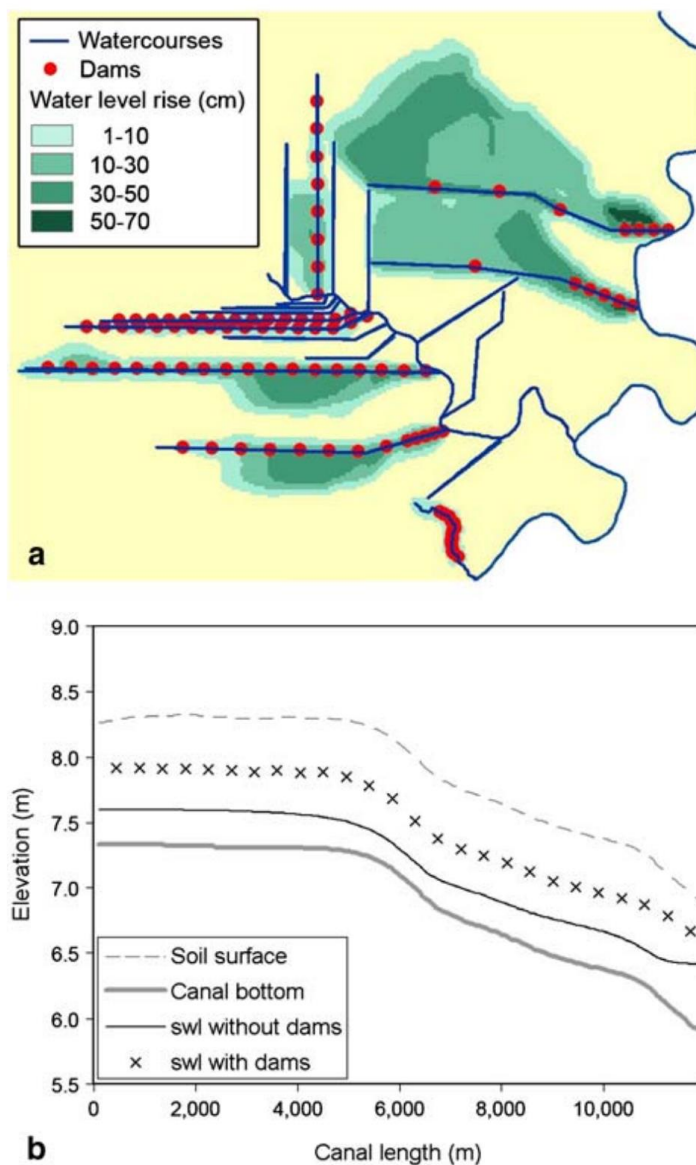 Watercourses
Dams
Water level rise (cm)
1-10
10-30
30-50
50-70
a
9.0
8.5
8.0
7.5
7.0
6.5
6.0
5.5
Elevation (m)
Soil surface
Canal bottom
swl without dams
swl with dams
0 2,000 4,000 6,000 8,000 10,000
b
Canal length (m)